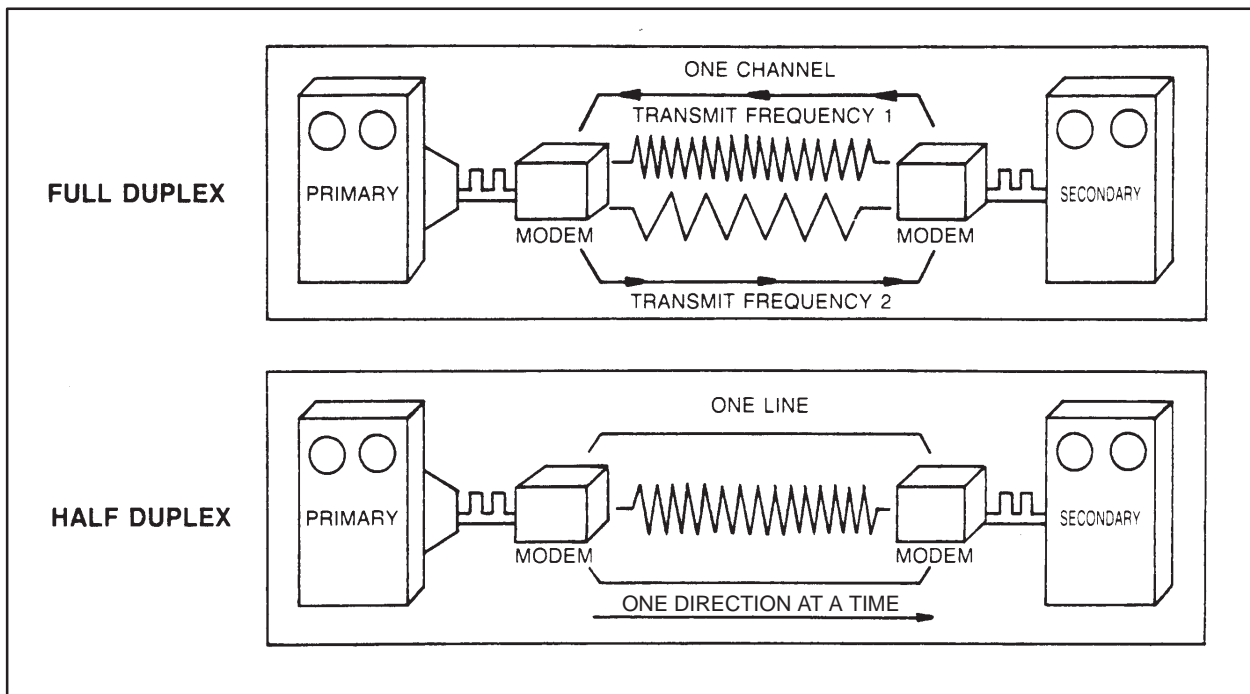 FULL DUPLEX
ONE CHANNEL
TRANSMIT FREQUENCY 1
PRIMARY
MODEM
MODEM
SECONDARY
TRANSMIT FREQUENCY 2
HALF DUPLEX
ONE LINE
PRIMARY
MODEM
MODEM
SECONDARY
ONE DIRECTION AT A TIME